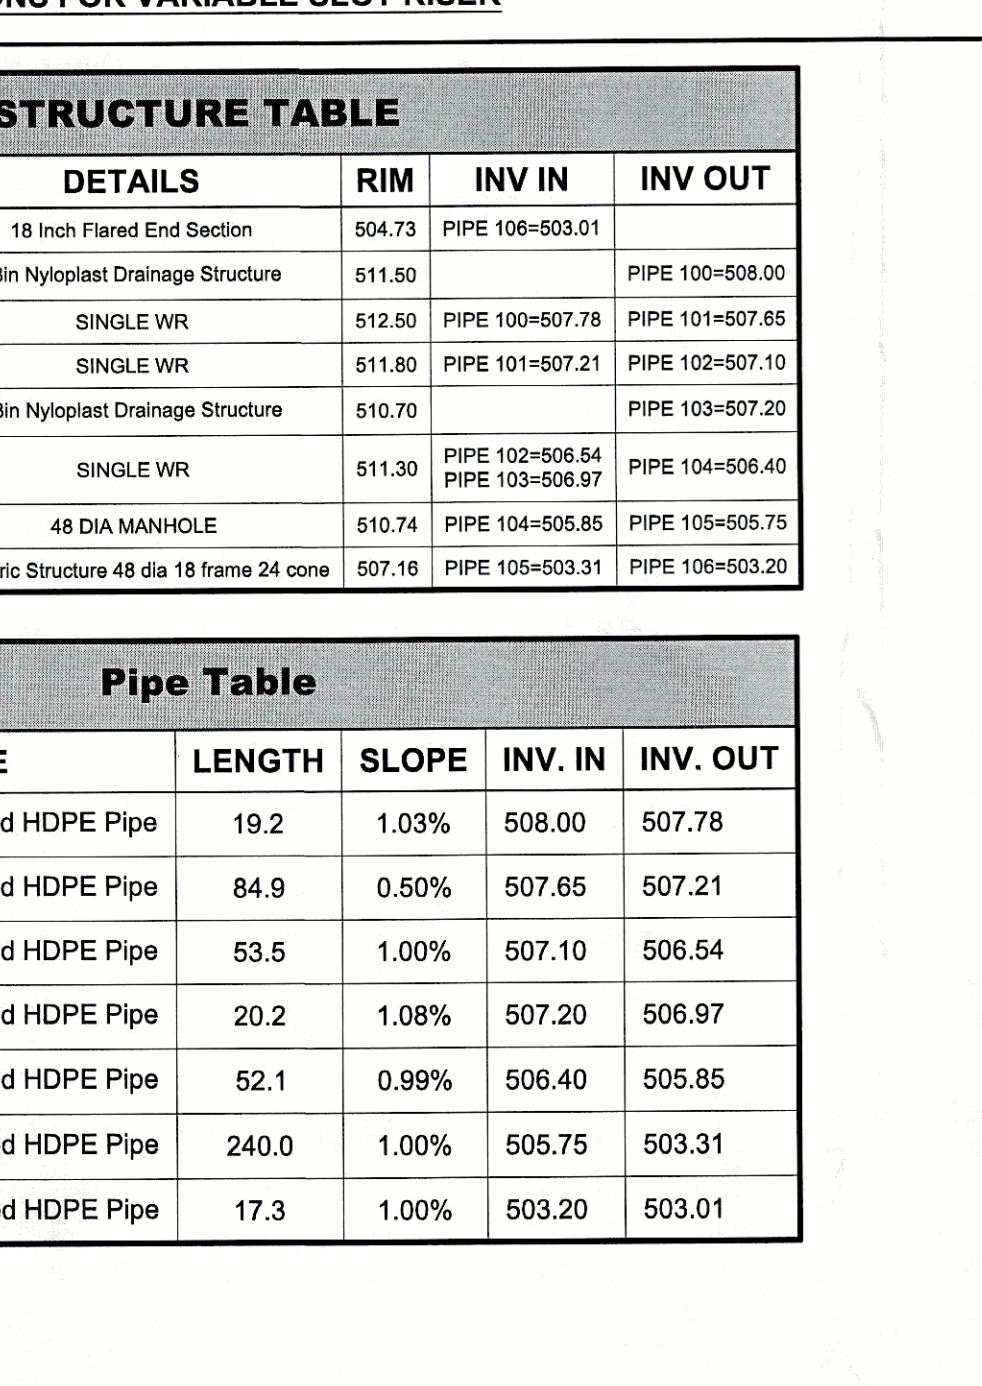 FOR VARIABLE SLOT RISER
STRUCTURE TABLE
DETAILS RIM INV IN INV OUT
18 Inch Flared End Section 504.73 PIPE 106=503.01
in Nyloplast Drainage Structure 511.50 PIPE 100=508.00
SINGLE WR 512.50 PIPE 100=507.78 PIPE 101=507.65
SINGLE WR 511.80 PIPE 101=507.21 PIPE 102=507.10
in Nyloplast Drainage Structure 510.70 PIPE 103=507.20
SINGLE WR 511.30 PIPE 102=506.54 PIPE 104=506.40
PIPE 103=506.97
48 DIA MANHOLE 510.74 PIPE 104=505.85 PIPE 105=505.75
ric Structure 48 dia 18 frame 24 cone 507.16 PIPE 105=503.31 PIPE 106=503.20
Pipe Table
E LENGTH SLOPE INV. IN INV. OUT
d HDPE Pipe 19.2 1.03% 508.00 507.78
d HDPE Pipe 84.9 0.50% 507.65 507.21
d HDPE Pipe 53.5 1.00% 507.10 506.54
d HDPE Pipe 20.2 1.08% 507.20 506.97
d HDPE Pipe 52.1 0.99% 506.40 505.85
d HDPE Pipe 240.0 1.00% 505.75 503.31
d HDPE Pipe 17.3 1.00% 503.20 503.01